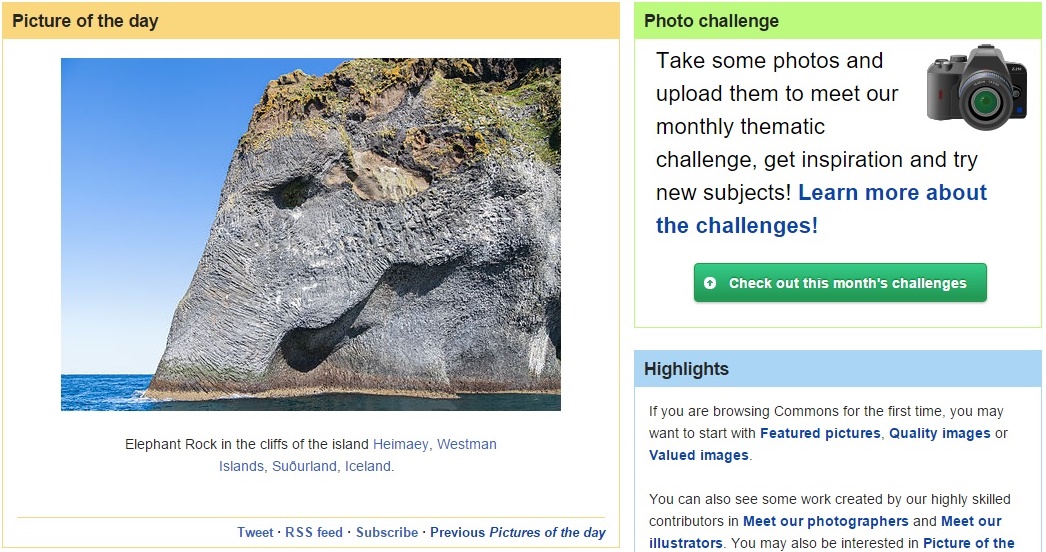 Picture of the day
Elephant Rock in the cliffs of the island Heimaey, Westman
Islands, Suðurland, Iceland.
Tweet · RSS feed · Subscribe · Previous Pictures of the day
Photo challenge
Take some photos and
upload them to meet our
monthly thematic
challenge, get inspiration and try
new subjects! Learn more about
the challenges!
Check out this month's challenges
Highlights
If you are browsing Commons for the first time, you may
want to start with Featured pictures, Quality images or
Valued images.
You can also see some work created by our highly skilled
contributors in Meet our photographers and Meet our
illustrators. You may also be interested in Picture of the